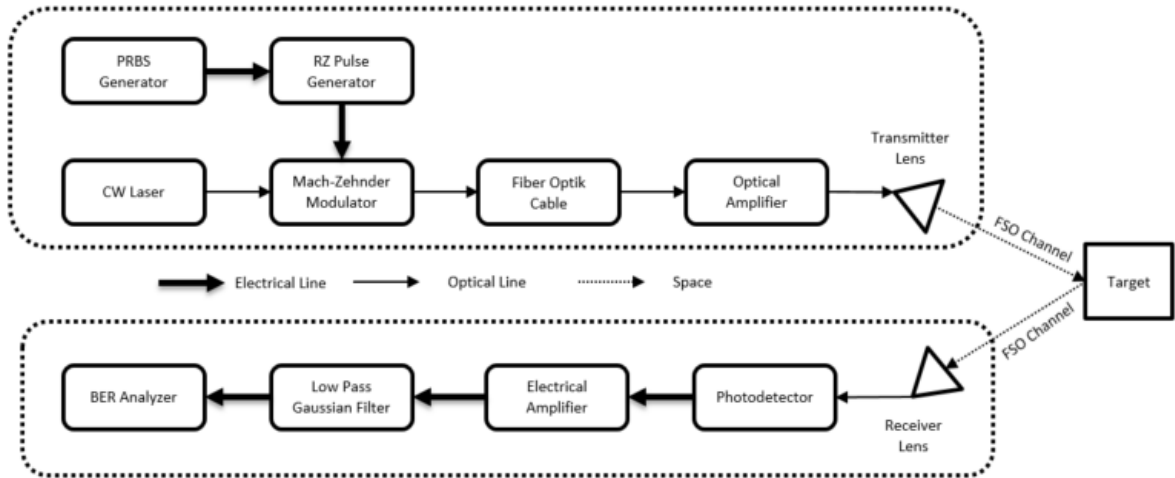 PRBS
Generator
RZ Pulse
Generator
CW Laser
Mach-Zehnder
Modulator
Fiber Optik
Cable
Optical
Amplifier
Transmitter
Lens
FSO Channel
Target
FSO Channel
Electrical Line
Optical Line
Space
BER Analyzer
Low Pass
Gaussian Filter
Electrical
Amplifier
Photodetector
Receiver
Lens